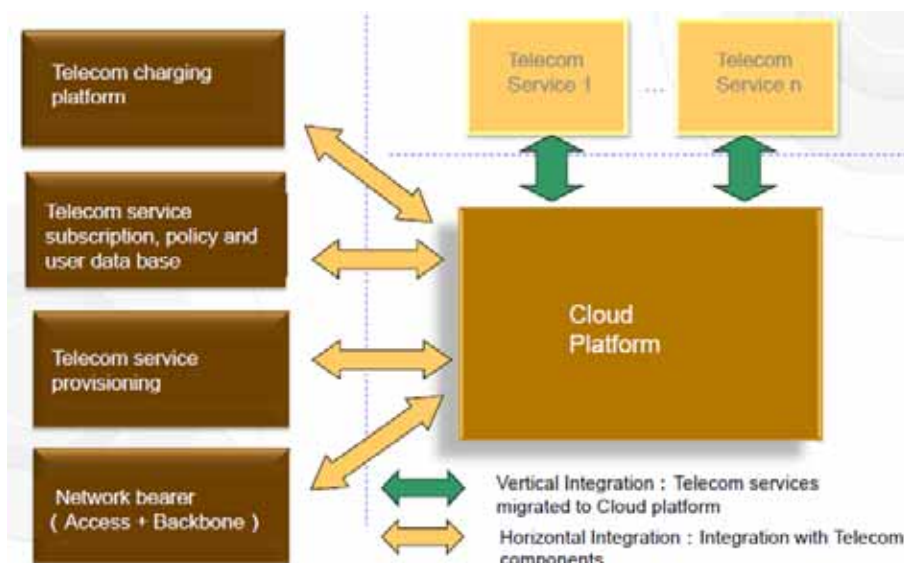 Telecom charging
platform
Telecom
Service 1
...
Telecom
Service n
Telecom service
subscription, policy and
user data base
Cloud
Platform
Telecom service
provisioning
Network bearer
( Access + Backbone )
Vertical Integration : Telecom services
migrated to Cloud platform
Horizontal Integration : Integration with Telecom
components